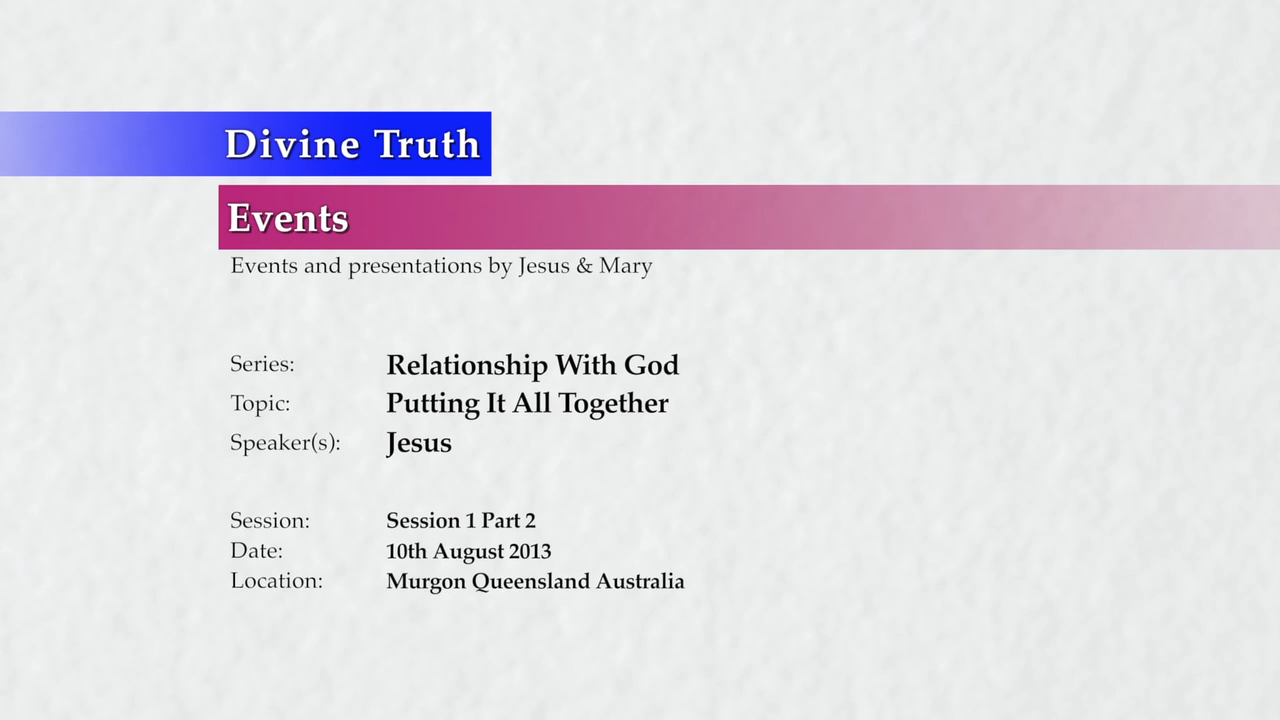 Divine Truth
Events
Events and presentations by Jesus & Mary
Series: Relationship With God
Topic: Putting It All Together
Speaker(s): Jesus
Session: Session 1 Part 2
Date: 10th August 2013
Location: Murgon Queensland Australia